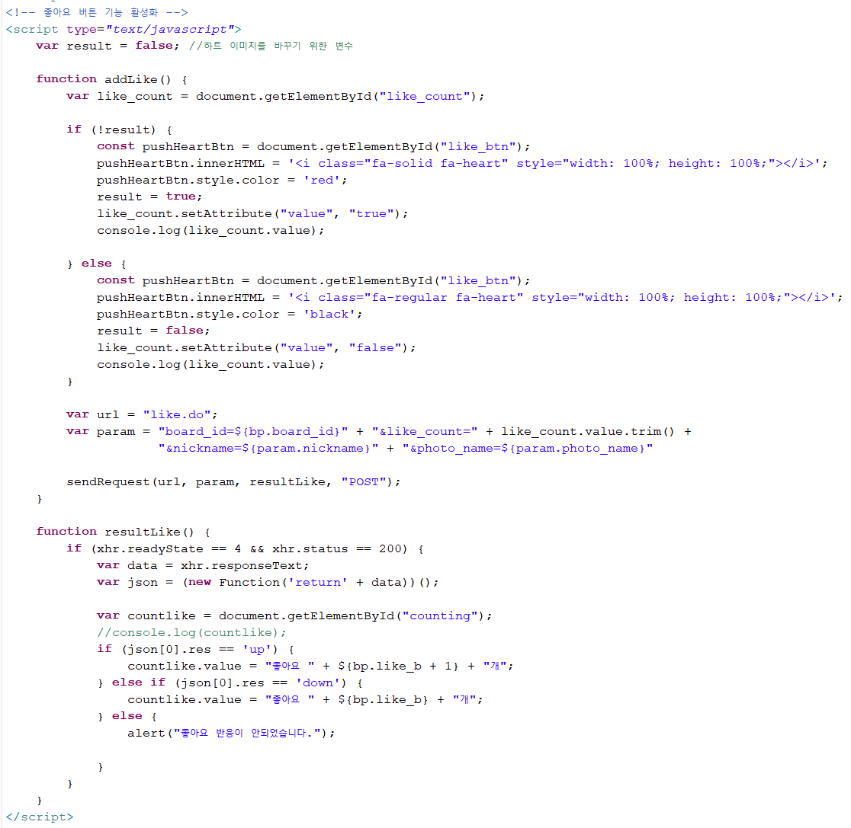 <!-- 좋아요 버튼 기능 활성화 -->
<script type="text/javascript">
    var result = false; //하트 이미지를 바꾸기 위한 변수

    function addLike() {
        var like_count = document.getElementById("like_count");

        if (!result) {
            const pushHeartBtn = document.getElementById("like_btn");
            pushHeartBtn.innerHTML = '<i class="fa-solid fa-heart" style="width: 100%; height: 100%;"></i>';
            pushHeartBtn.style.color = 'red';
            result = true;
            like_count.setAttribute("value", "true");
            console.log(like_count.value);

        } else {
            const pushHeartBtn = document.getElementById("like_btn");
            pushHeartBtn.innerHTML = '<i class="fa-regular fa-heart" style="width: 100%; height: 100%;"></i>';
            pushHeartBtn.style.color = 'black';
            result = false;
            like_count.setAttribute("value", "false");
            console.log(like_count.value);
        }

        var url = "like.do";
        var param = "board_id=${bp.board_id}" + "&like_count=" + like_count.value.trim() +
                    "&nickname=${param.nickname}" + "&photo_name=${param.photo_name}"

        sendRequest(url, param, resultLike, "POST");
    }

    function resultLike() {
        if (xhr.readyState == 4 && xhr.status == 200) {
            var data = xhr.responseText;
            var json = (new Function('return' + data))();

            var countlike = document.getElementById("counting");
            //console.log(countlike);
            if (json[0].res == 'up') {
                countlike.value = "좋아요 " + ${bp.like_b + 1} + "개";
            } else if (json[0].res == 'down') {
                countlike.value = "좋아요 " + ${bp.like_b} + "개";
            } else {
                alert("좋아요 반응이 안되었습니다.");

            }
        }
    }
</script>